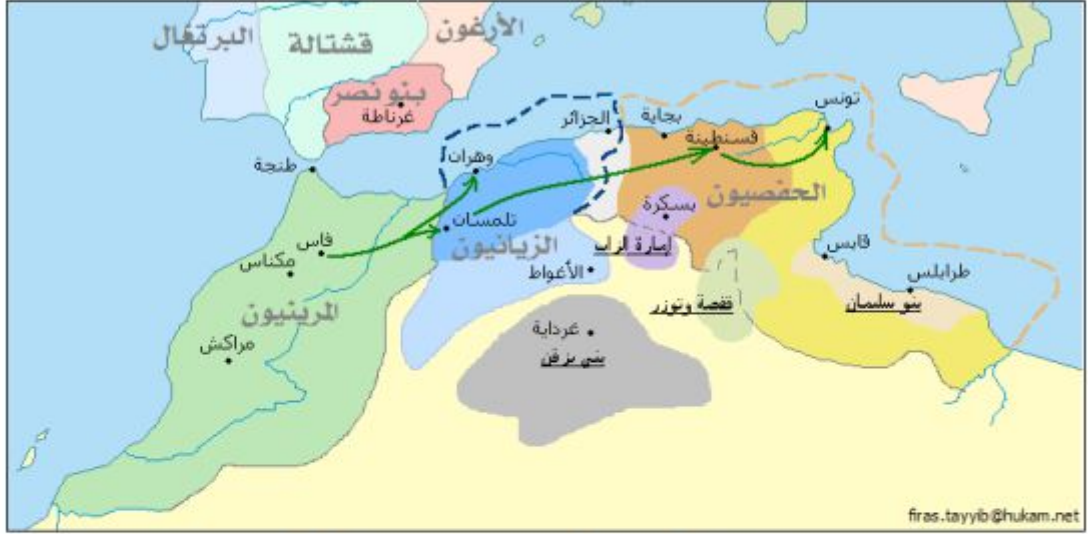 الأرغون
البرتغال
قشتالة
بنو نصر
غرناطة
تونس
بجاية
الجزائر
قسنطينة
وهران
طنجة
الحفصيون
بسكرة
تلمسان
إمارة الزاب
الزيانيون
فاس
مكناس
قابس
الأغواط
طرابلس
بنو سليمان
قفصة وتوزر
المرينيون
غرداية
مراكش
بني يزقن
firas.tayyib@hukam.net